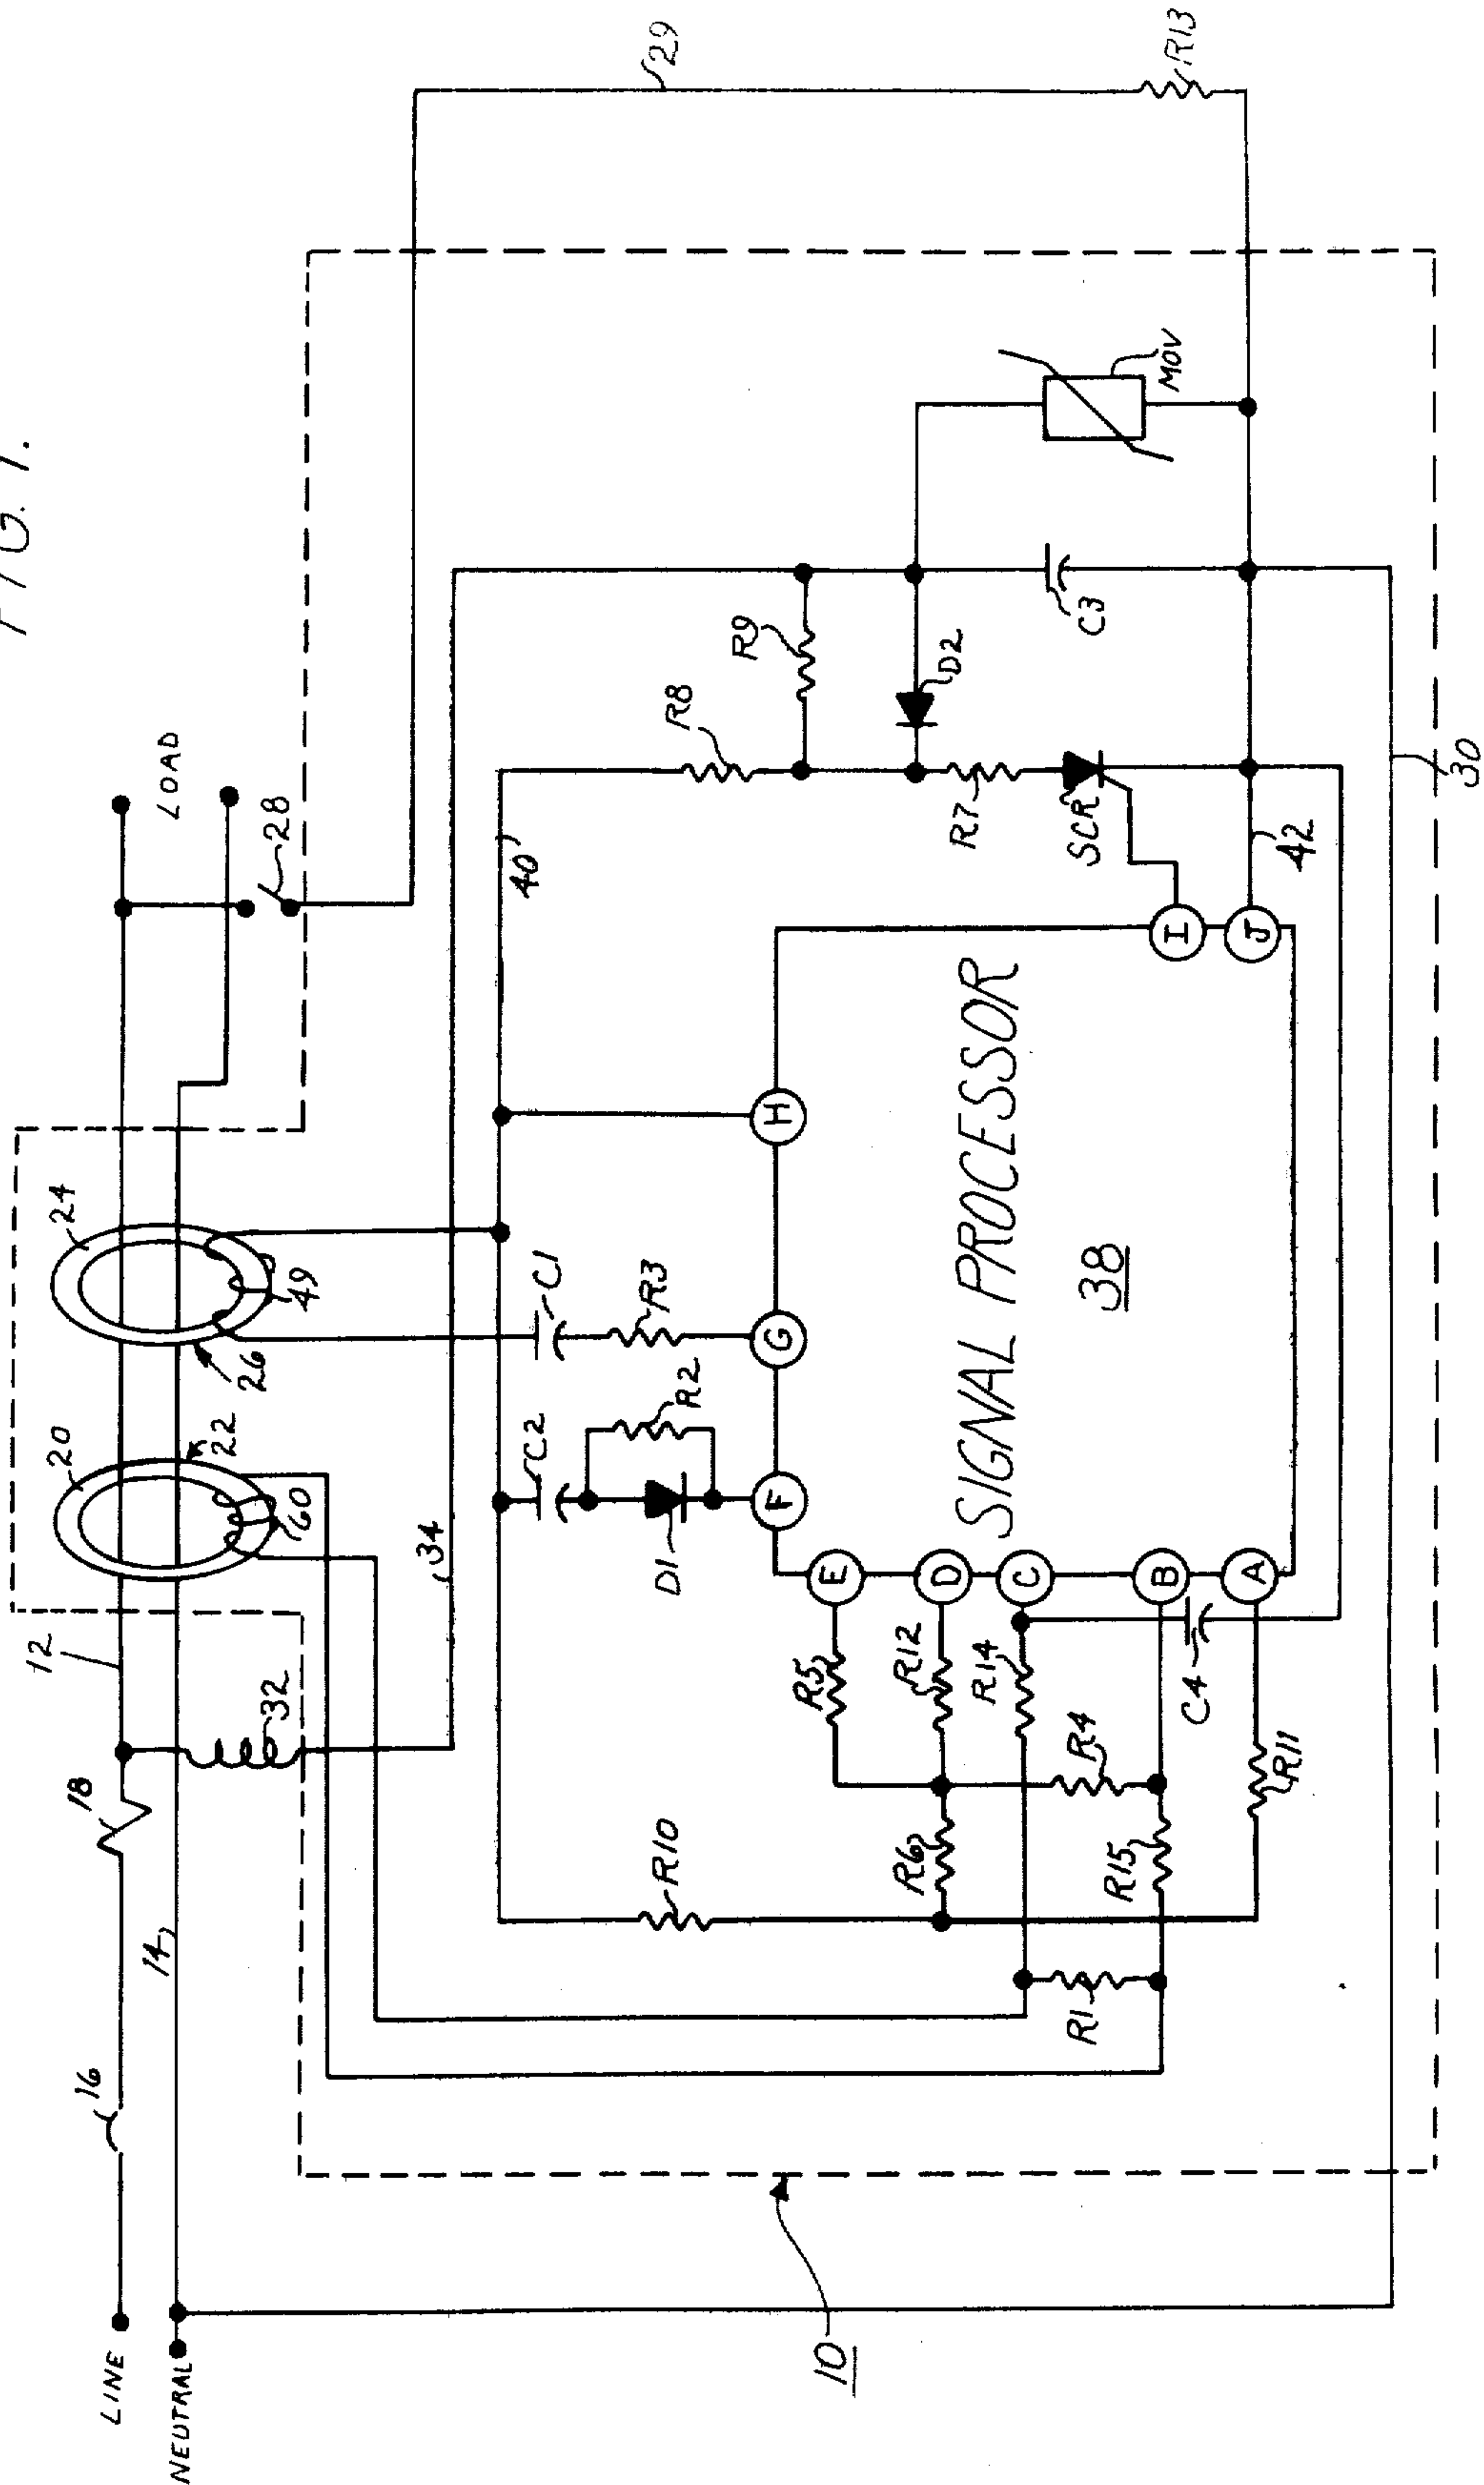 FIG. 1.
LINE
NEUTRAL
16
14
18
12
32
20
22
60
24
26
49
LOAD
28
29
34
40
R10
C2
D1
R2
C1
R3
R8
R9
D2
R7
SCR
C3
MOV
R13
10
R1
R6
R15
R5
R12
R14
R4
R11
C4
E
D
C
B
A
F
G
H
I
J
SIGNAL PROCESSOR
38
42
30